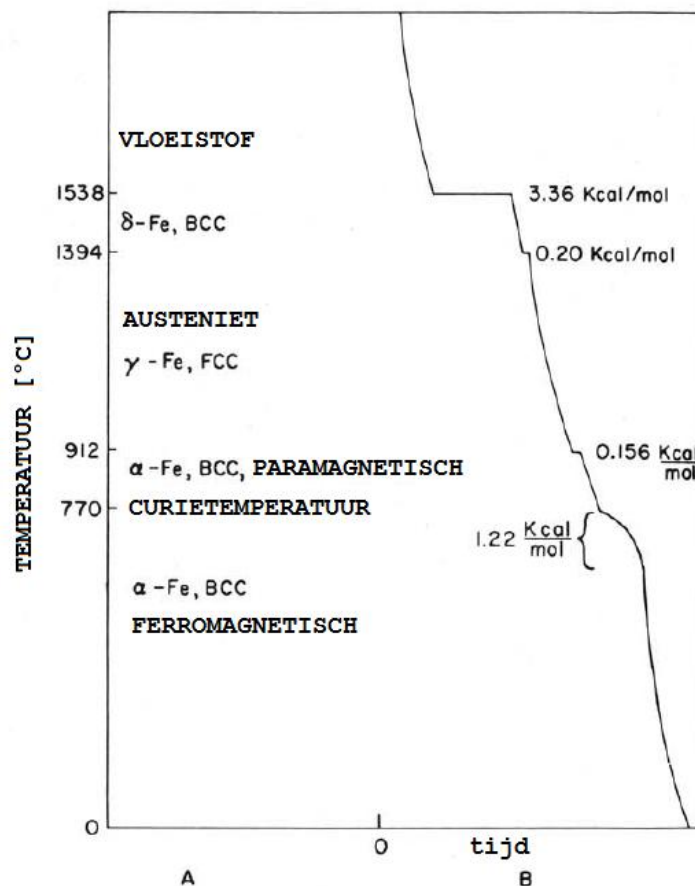 VLOEISTOF
1538
3.36 Kcal/mol
δ-Fe, BCC
1394
0.20 Kcal/mol
AUSTENIET
γ-Fe, FCC
TEMPERATUUR [°C]
912
0.156 Kcal/mol
α-Fe, BCC, PARAMAGNETISCH
770
CURIETEMPERATUUR
1.22 Kcal/mol
α-Fe, BCC
FERROMAGNETISCH
0
0
tijd
A
B